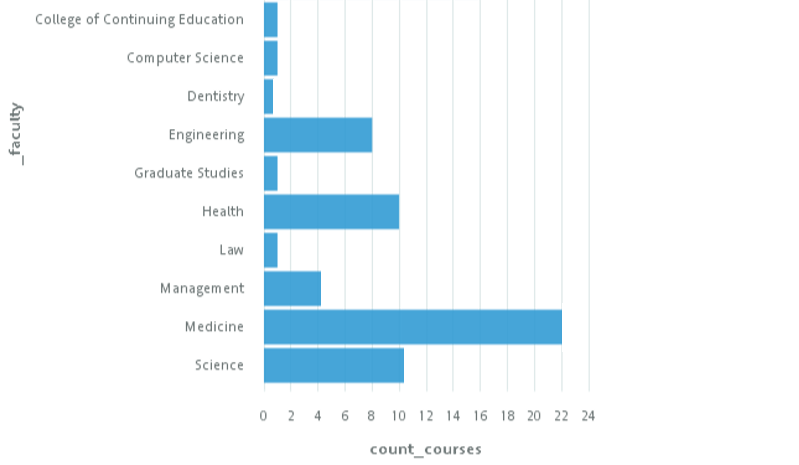 _faculty
College of Continuing Education
Computer Science
Dentistry
Engineering
Graduate Studies
Health
Law
Management
Medicine
Science
0 2 4 6 8 10 12 14 16 18 20 22 24
count_courses